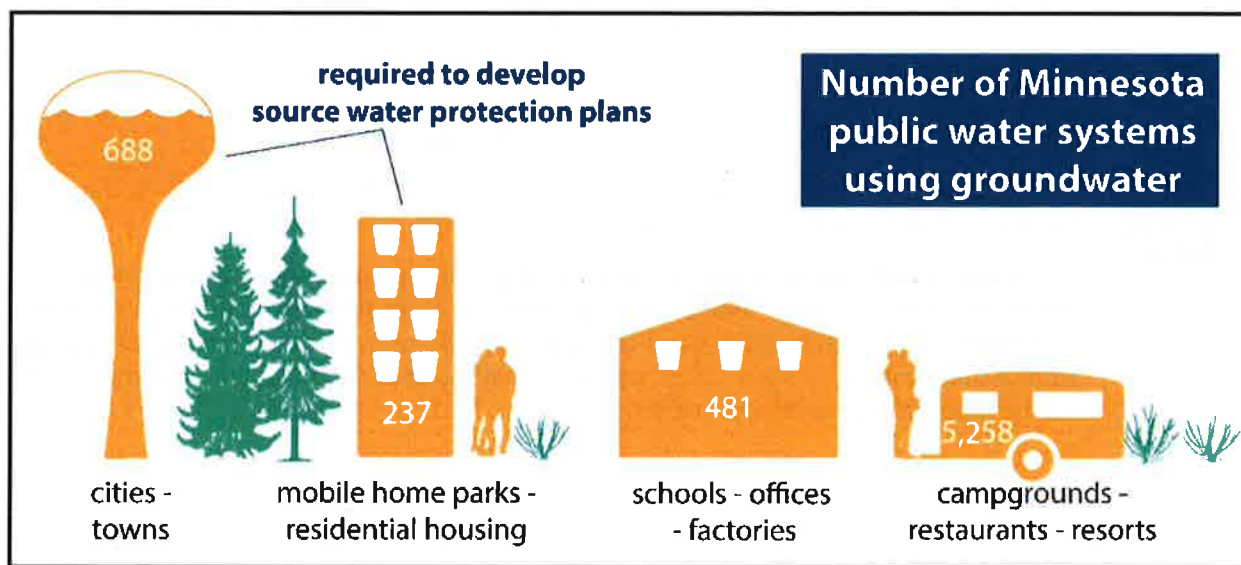 required to develop
source water protection plans
Number of Minnesota
public water systems
using groundwater
688
237
481
5,258
cities -
towns
mobile home parks -
residential housing
schools - offices
- factories
campgrounds -
restaurants - resorts